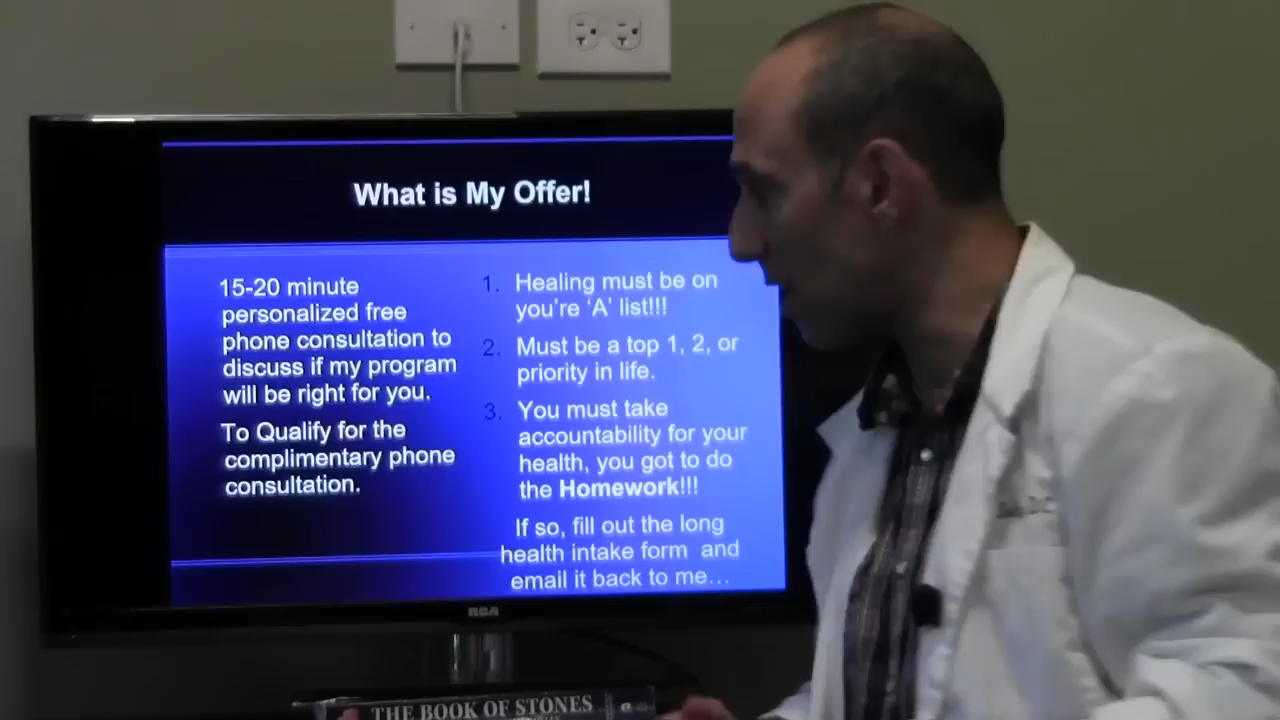 What is My Offer!
15-20 minute
personalized free
phone consultation to
discuss if my program
will be right for you.
To Qualify for the
complimentary phone
consultation.
1. Healing must be on
you're 'A' list!!!
2. Must be a top 1, 2, or
priority in life.
3. You must take
accountability for your
health, you got to do
the Homework!!!
If so, fill out the long
health intake form and
email it back to me...
RCA
THE BOOK OF STONES